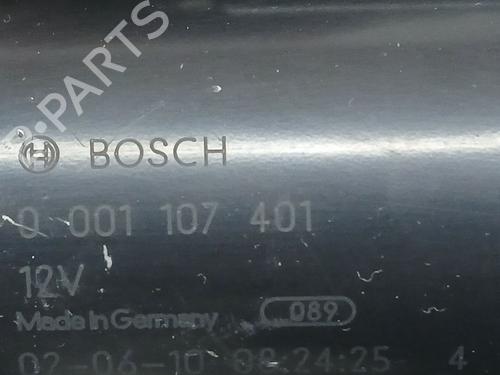 B-PARTS
BOSCH
0 001 107 401
12V
Made in Germany 089
02-06-10 08:24:25 4